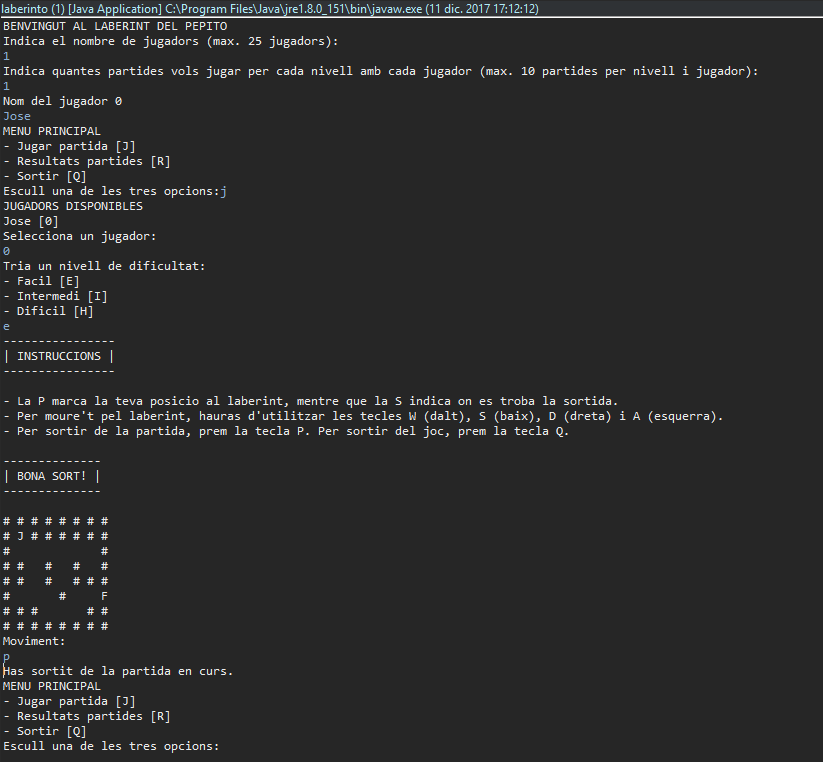 laberinto (1) [Java Application] C:\Program Files\Java\jre1.8.0_151\bin\javaw.exe (11 dic. 2017 17:12:12)
BENVINGUT AL LABERINT DEL PEPITO
Indica el nombre de jugadors (max. 25 jugadors):
1
Indica quantes partides vols jugar per cada nivell amb cada jugador (max. 10 partides per nivell i jugador):
1
Nom del jugador 0
Jose
MENU PRINCIPAL
- Jugar partida [J]
- Resultats partides [R]
- Sortir [Q]
Escull una de les tres opcions:j
JUGADORS DISPONIBLES
Jose [0]
Selecciona un jugador:
0
Tria un nivell de dificultat:
- Facil [E]
- Intermedi [I]
- Dificil [H]
e
----------------
| INSTRUCCIONS |
----------------
- La P marca la teva posicio al laberint, mentre que la S indica on es troba la sortida.
- Per moure't pel laberint, hauras d'utilitzar les tecles W (dalt), S (baix), D (dreta) i A (esquerra).
- Per sortir de la partida, prem la tecla P. Per sortir del joc, prem la tecla Q.
--------------
| BONA SORT! |
--------------
# # # # # # # #
# J # # # # # #
#             #
# #   #   #   #
# #   #   # # #
#       #     F
# # #       # #
# # # # # # # #
Moviment:
p
Has sortit de la partida en curs.
MENU PRINCIPAL
- Jugar partida [J]
- Resultats partides [R]
- Sortir [Q]
Escull una de les tres opcions: